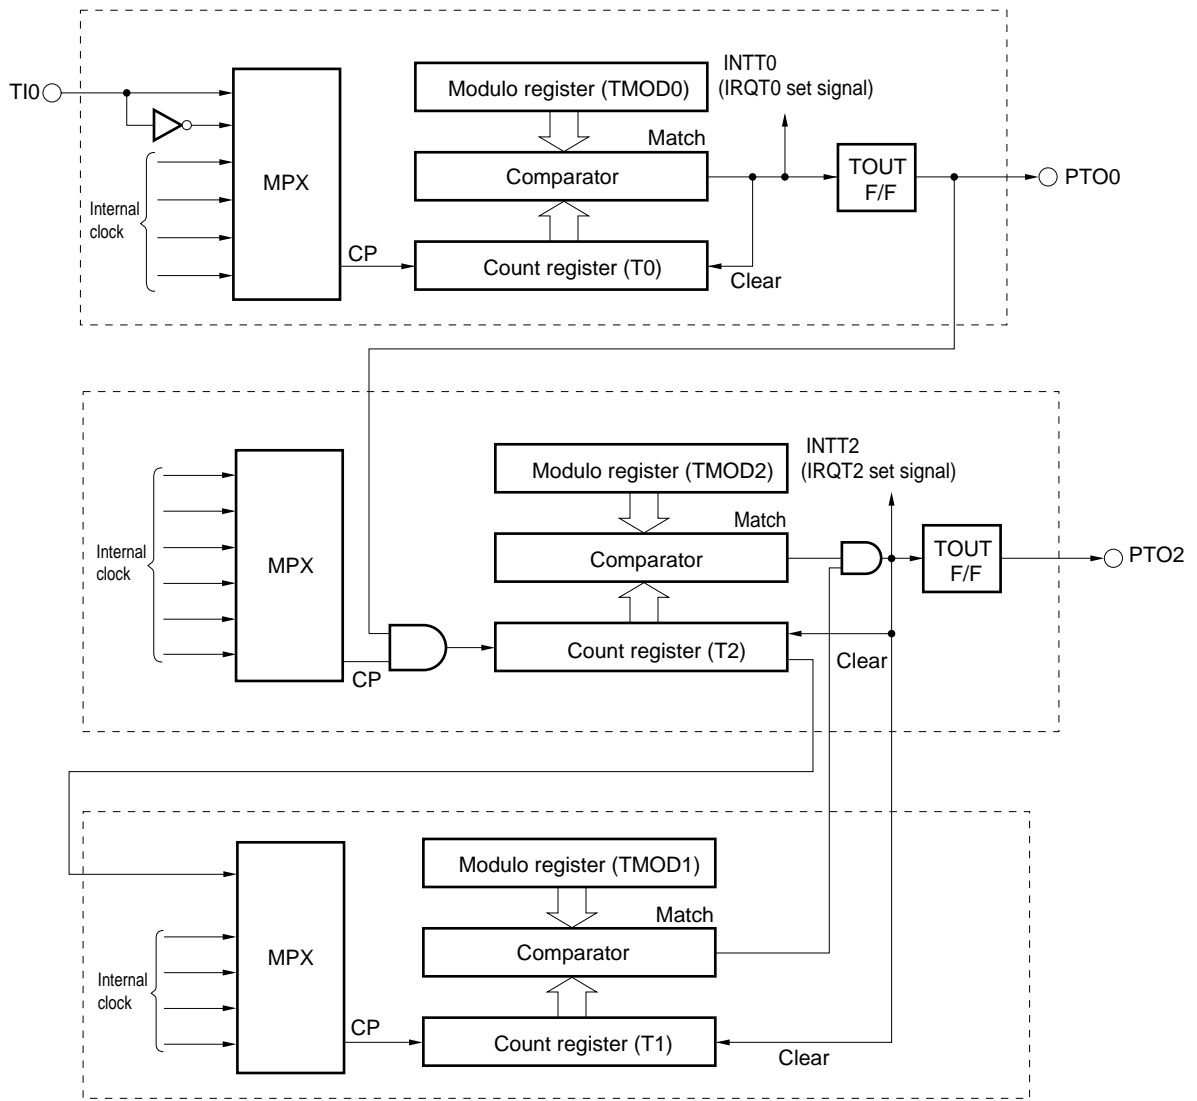 TI0
MPX
Internal
clock
CP
Modulo register (TMOD0)
Match
Comparator
Count register (T0)
Clear
INTT0
(IRQT0 set signal)
TOUT
F/F
PTO0
Internal
clock
MPX
CP
Modulo register (TMOD2)
Match
Comparator
Count register (T2)
Clear
INTT2
(IRQT2 set signal)
TOUT
F/F
PTO2
Internal
clock
MPX
CP
Modulo register (TMOD1)
Match
Comparator
Count register (T1)
Clear